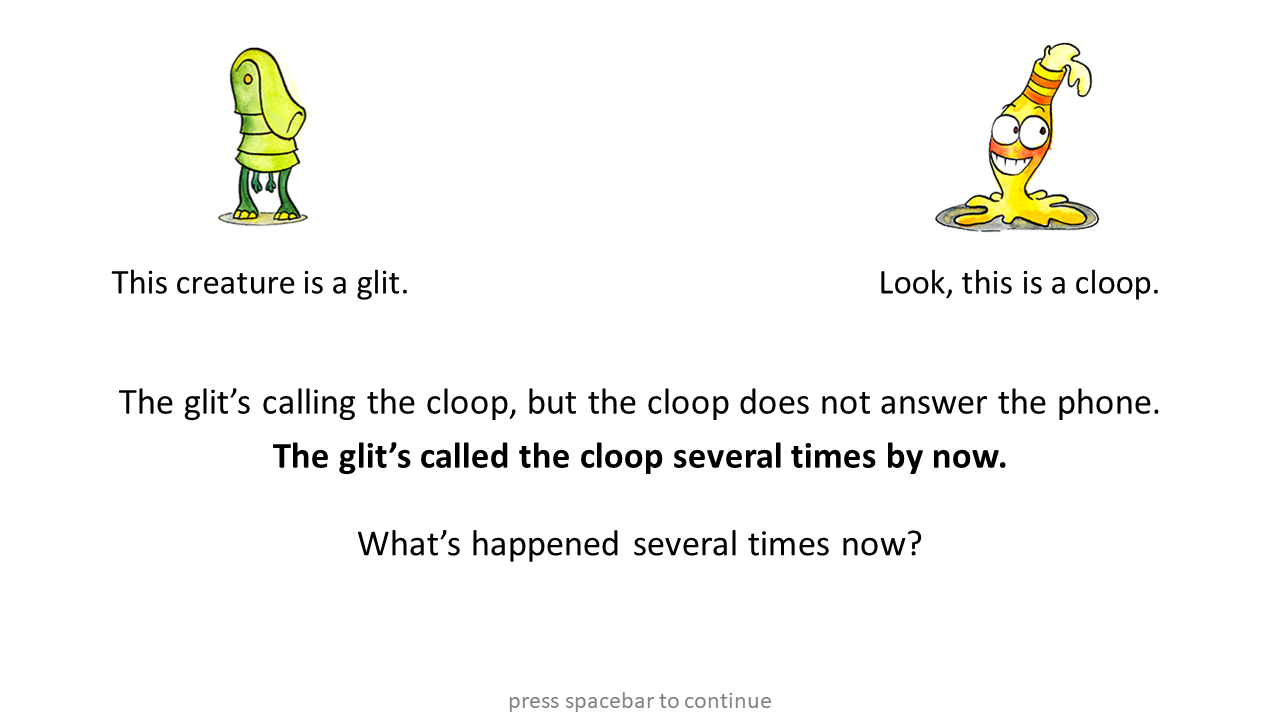 This creature is a glit.
Look, this is a cloop.
The glit’s calling the cloop, but the cloop does not answer the phone.
The glit’s called the cloop several times by now.
What’s happened several times now?
press spacebar to continue